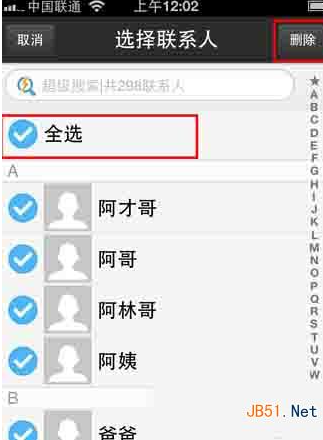 中国联通 上午12:02
取消 选择联系人 删除
超级搜索|共298联系人
全选
A
阿才哥
阿哥
阿林哥
阿姨
B
爸爸
★
A
B
C
D
E
F
G
H
I
J
K
L
M
N
O
P
Q
R
S
T
U
V
W
JB51.Net